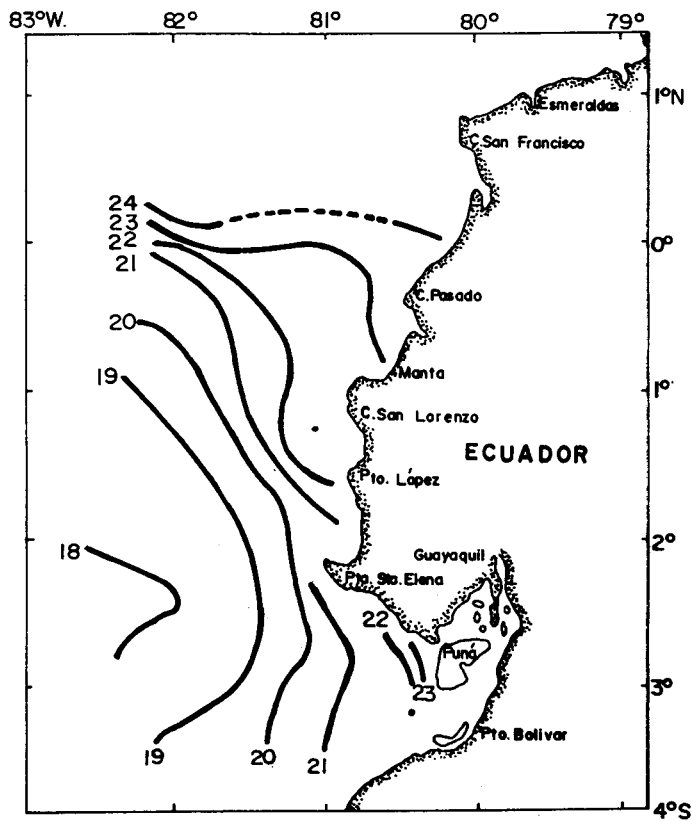 83°W. 82° 81° 80° 79°
1°N
Esmeraldas
C. San Francisco
24
23
22
21
0°
C. Pasado
20
19
Manta
1°
C. San Lorenzo
ECUADOR
Pto. López
18
2°
Guayaquil
Pta. Sta. Elena
22
Puná
3°
23
Pto. Bolivar
19 20 21
4°S